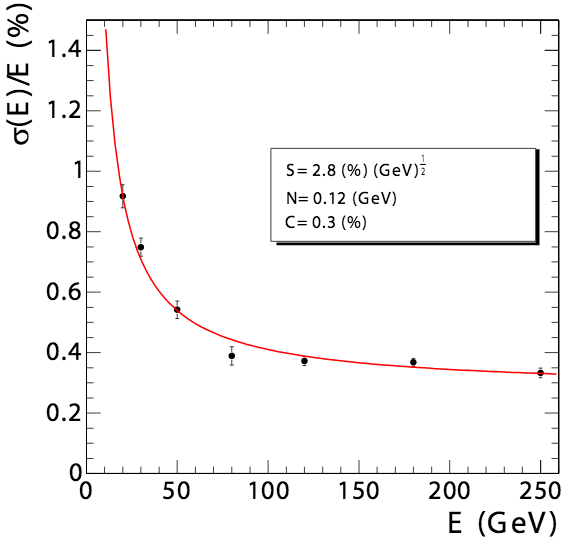 σ(E)/E (%)
1.4
1.2
1
0.8
0.6
0.4
0.2
0
S= 2.8 (%) (GeV)^{1/2}
N= 0.12 (GeV)
C= 0.3 (%)
0 50 100 150 200 250
E (GeV)